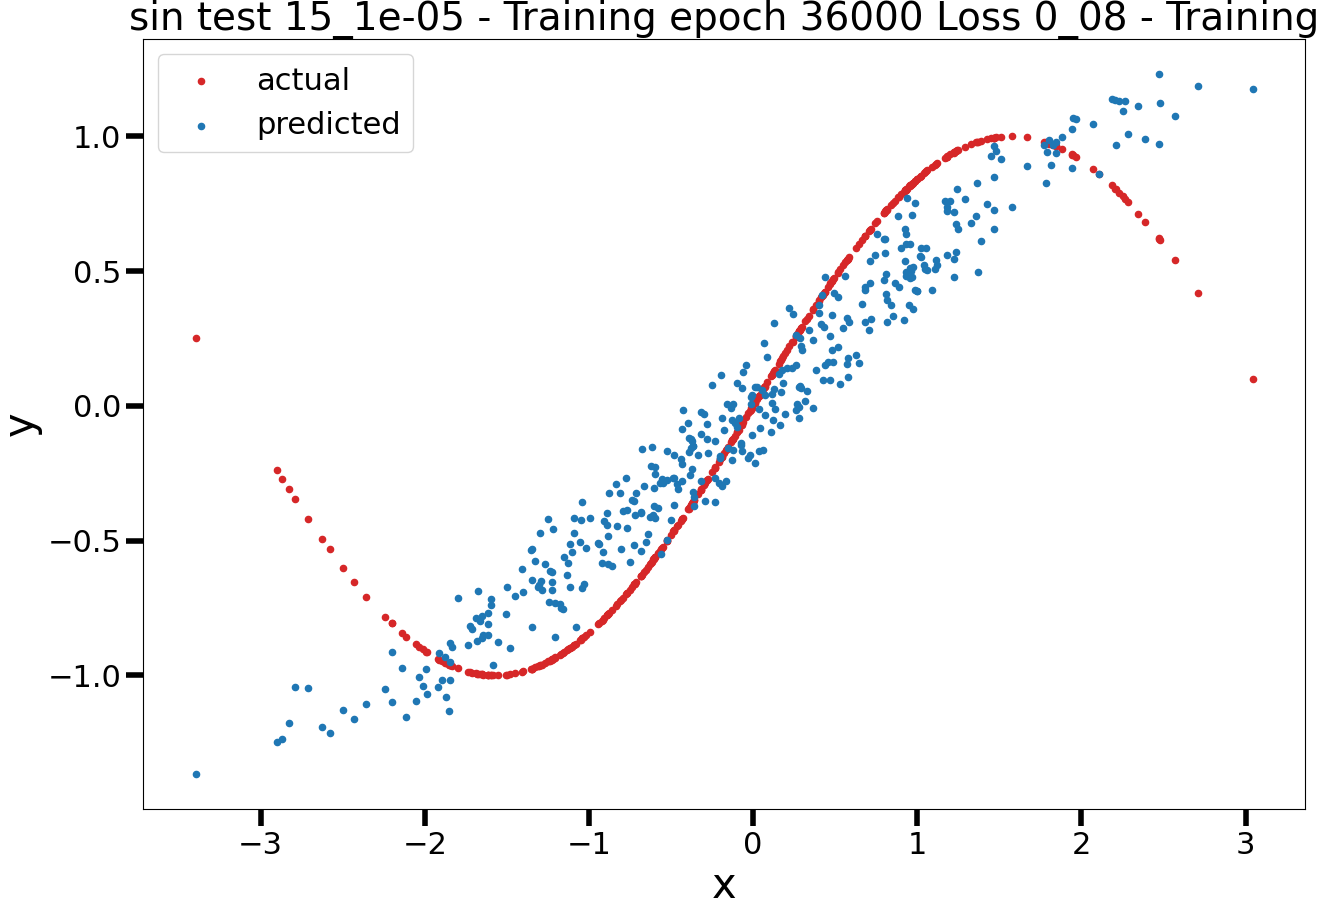 sin test 15_1e-05 - Training epoch 36000 Loss 0_08 - Training
actual
predicted
1.0
0.5
0.0
−0.5
−1.0
y
−3
−2
−1
0
1
2
3
x